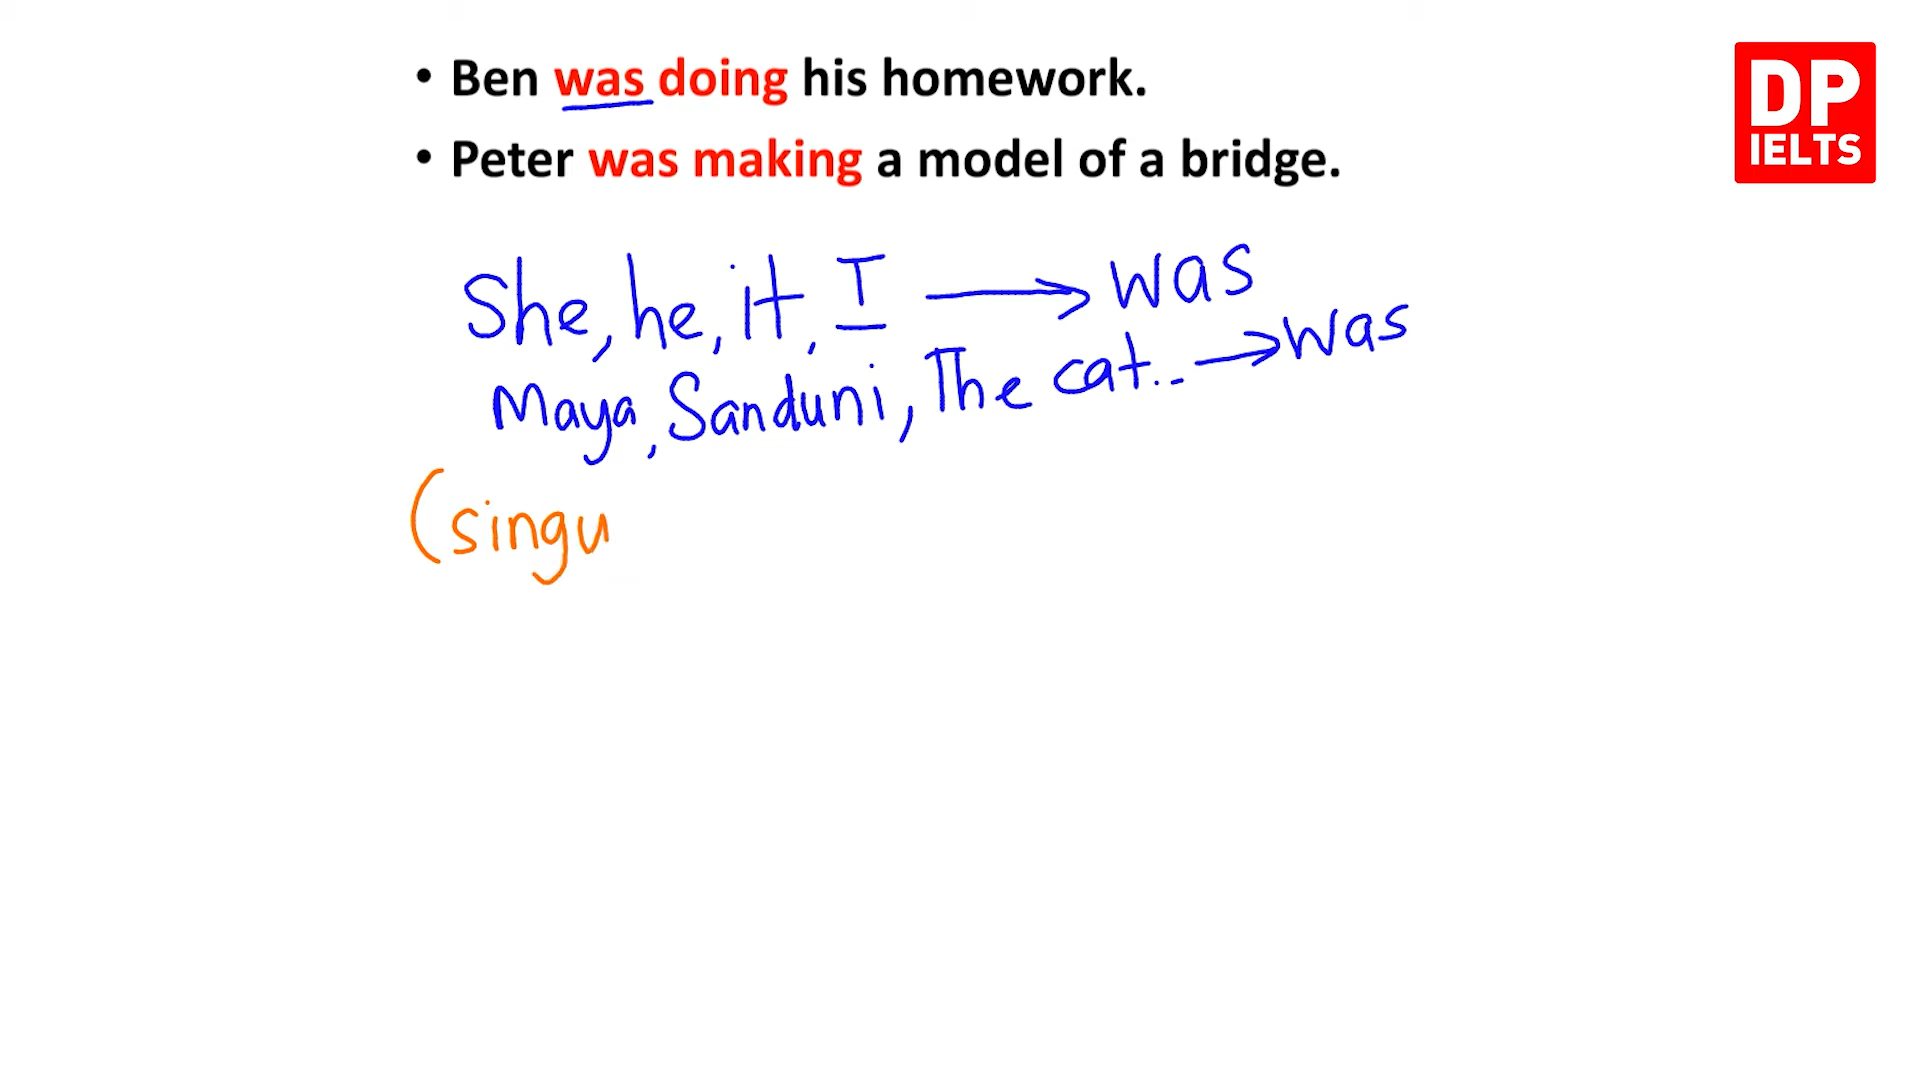 • Ben was doing his homework.
• Peter was making a model of a bridge.
DP
IELTS
She, he, it, I → was
Maya, Sanduni, The cat.. → was
(singu